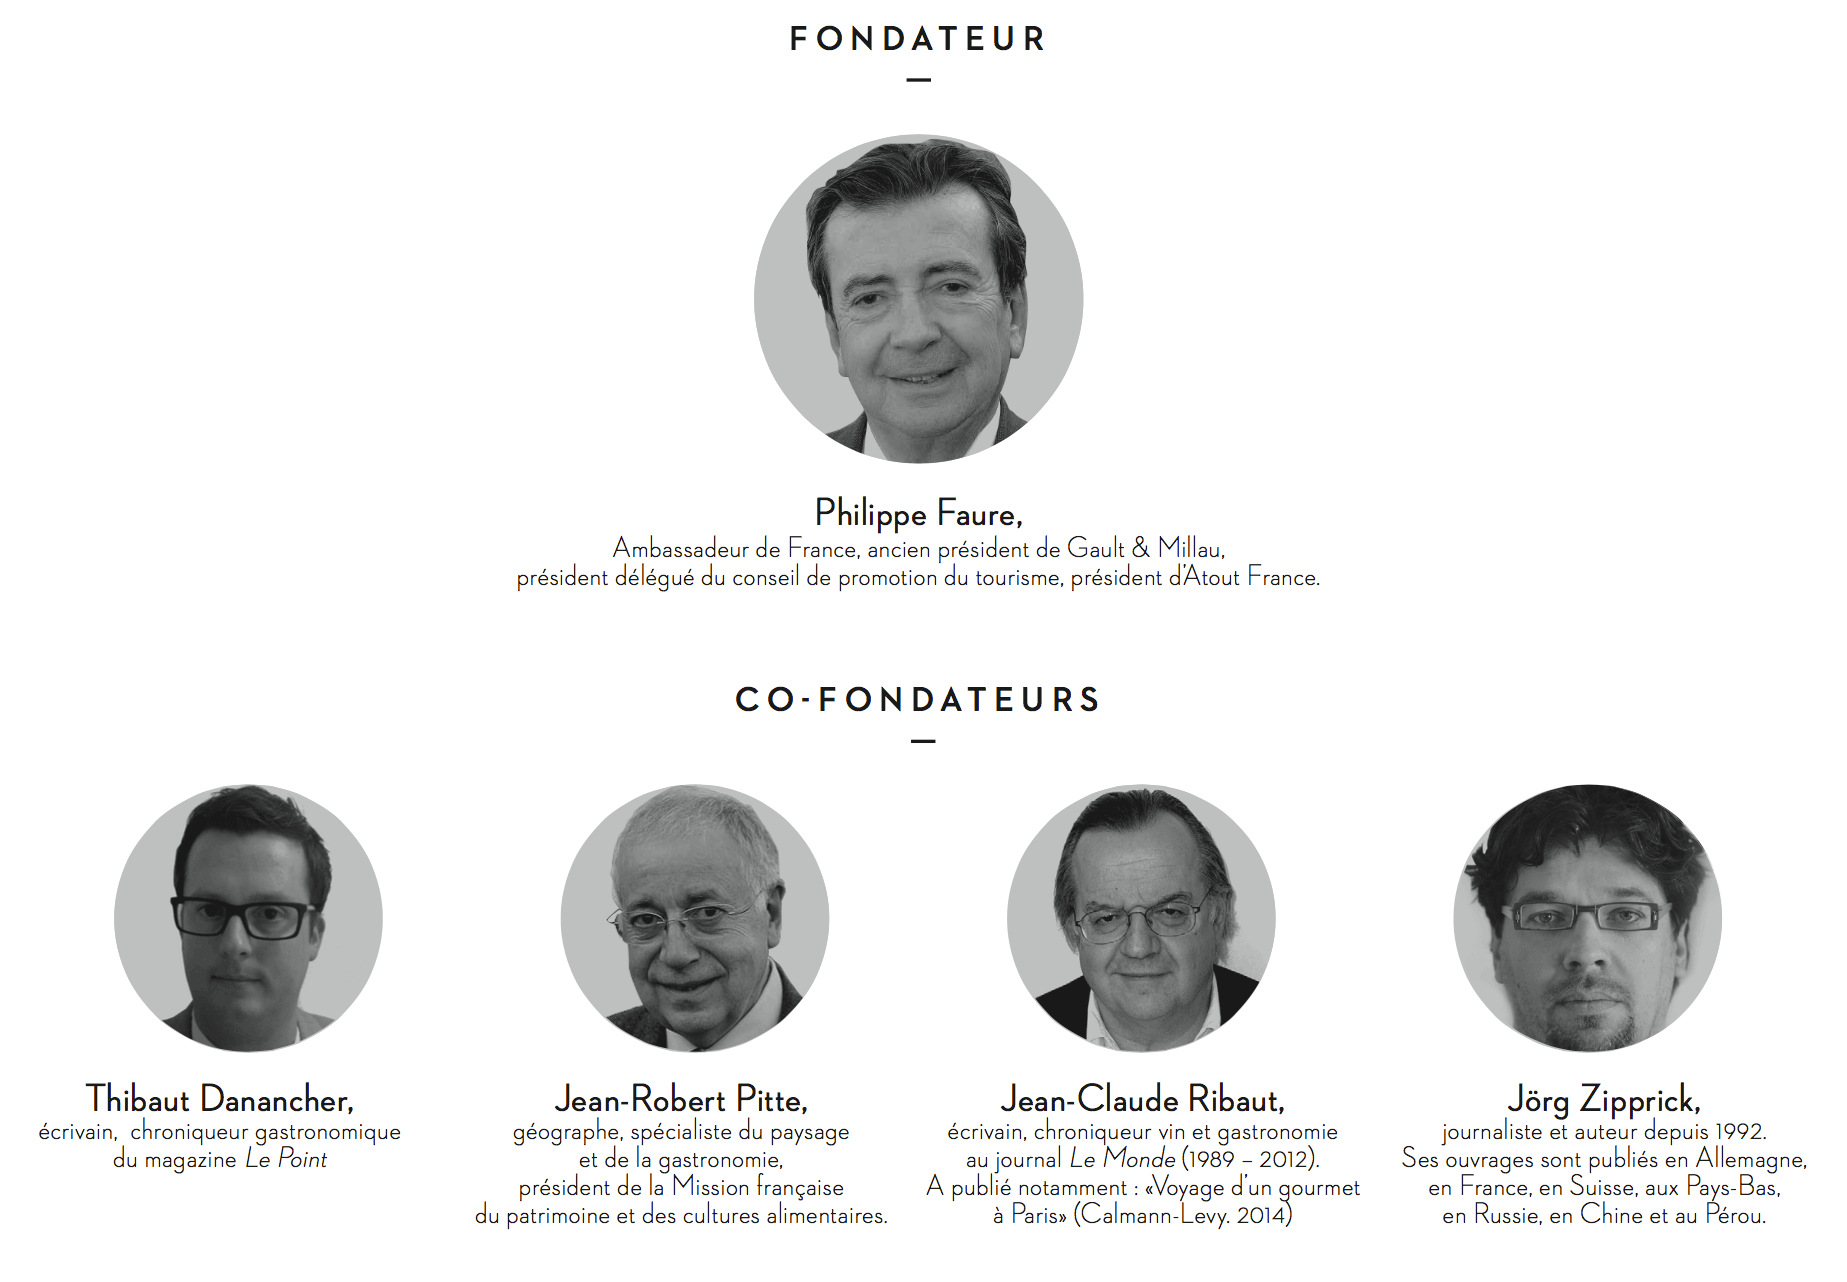 FONDATEUR
Philippe Faure,
Ambassadeur de France, ancien président de Gault & Millau,
président délégué du conseil de promotion du tourisme, président d'Atout France.
CO-FONDATEURS
Thibaut Danancher,
écrivain, chroniqueur gastronomique
du magazine Le Point
Jean-Robert Pitte,
géographe, spécialiste du paysage
et de la gastronomie,
président de la Mission française
du patrimoine et des cultures alimentaires.
Jean-Claude Ribaut,
écrivain, chroniqueur vin et gastronomie
au journal Le Monde (1989 – 2012).
A publié notamment : «Voyage d'un gourmet
à Paris» (Calmann-Levy. 2014)
Jörg Zipprick,
journaliste et auteur depuis 1992.
Ses ouvrages sont publiés en Allemagne,
en France, en Suisse, aux Pays-Bas,
en Russie, en Chine et au Pérou.